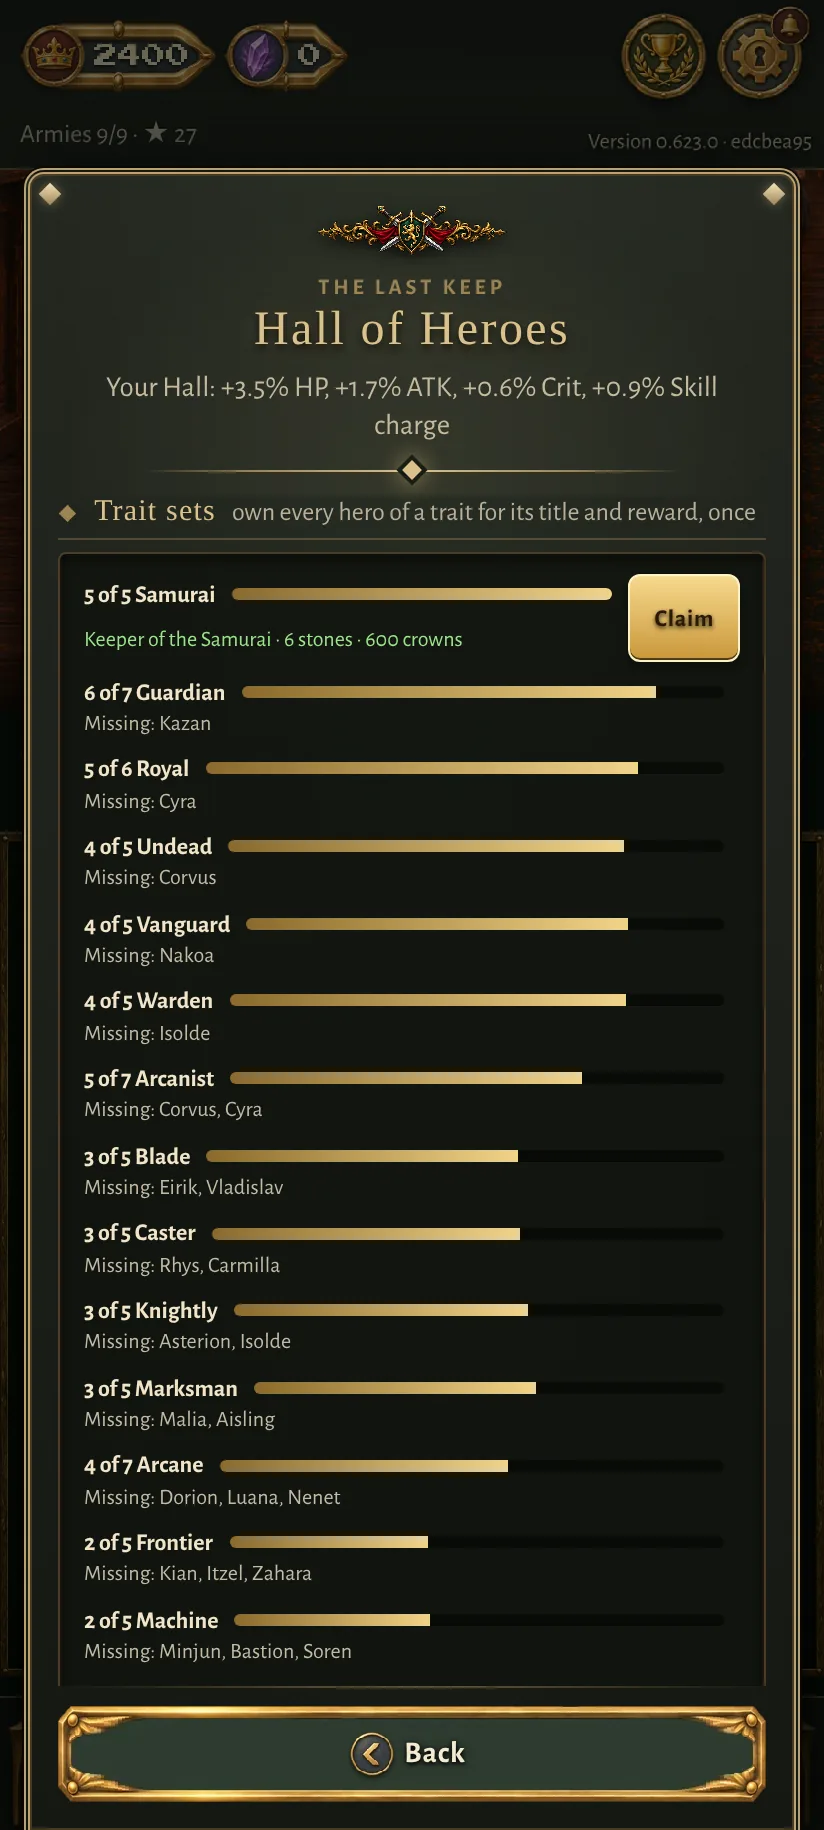 2400
0
Armies 9/9 · ★ 27
Version 0.623.0 · edcbea95
THE LAST KEEP
Hall of Heroes
Your Hall: +3.5% HP, +1.7% ATK, +0.6% Crit, +0.9% Skill
charge
Trait sets own every hero of a trait for its title and reward, once
5 of 5 Samurai
Claim
Keeper of the Samurai · 6 stones · 600 crowns
6 of 7 Guardian
Missing: Kazan
5 of 6 Royal
Missing: Cyra
4 of 5 Undead
Missing: Corvus
4 of 5 Vanguard
Missing: Nakoa
4 of 5 Warden
Missing: Isolde
5 of 7 Arcanist
Missing: Corvus, Cyra
3 of 5 Blade
Missing: Eirik, Vladislav
3 of 5 Caster
Missing: Rhys, Carmilla
3 of 5 Knightly
Missing: Asterion, Isolde
3 of 5 Marksman
Missing: Malia, Aisling
4 of 7 Arcane
Missing: Dorion, Luana, Nenet
2 of 5 Frontier
Missing: Kian, Itzel, Zahara
2 of 5 Machine
Missing: Minjun, Bastion, Soren
Back